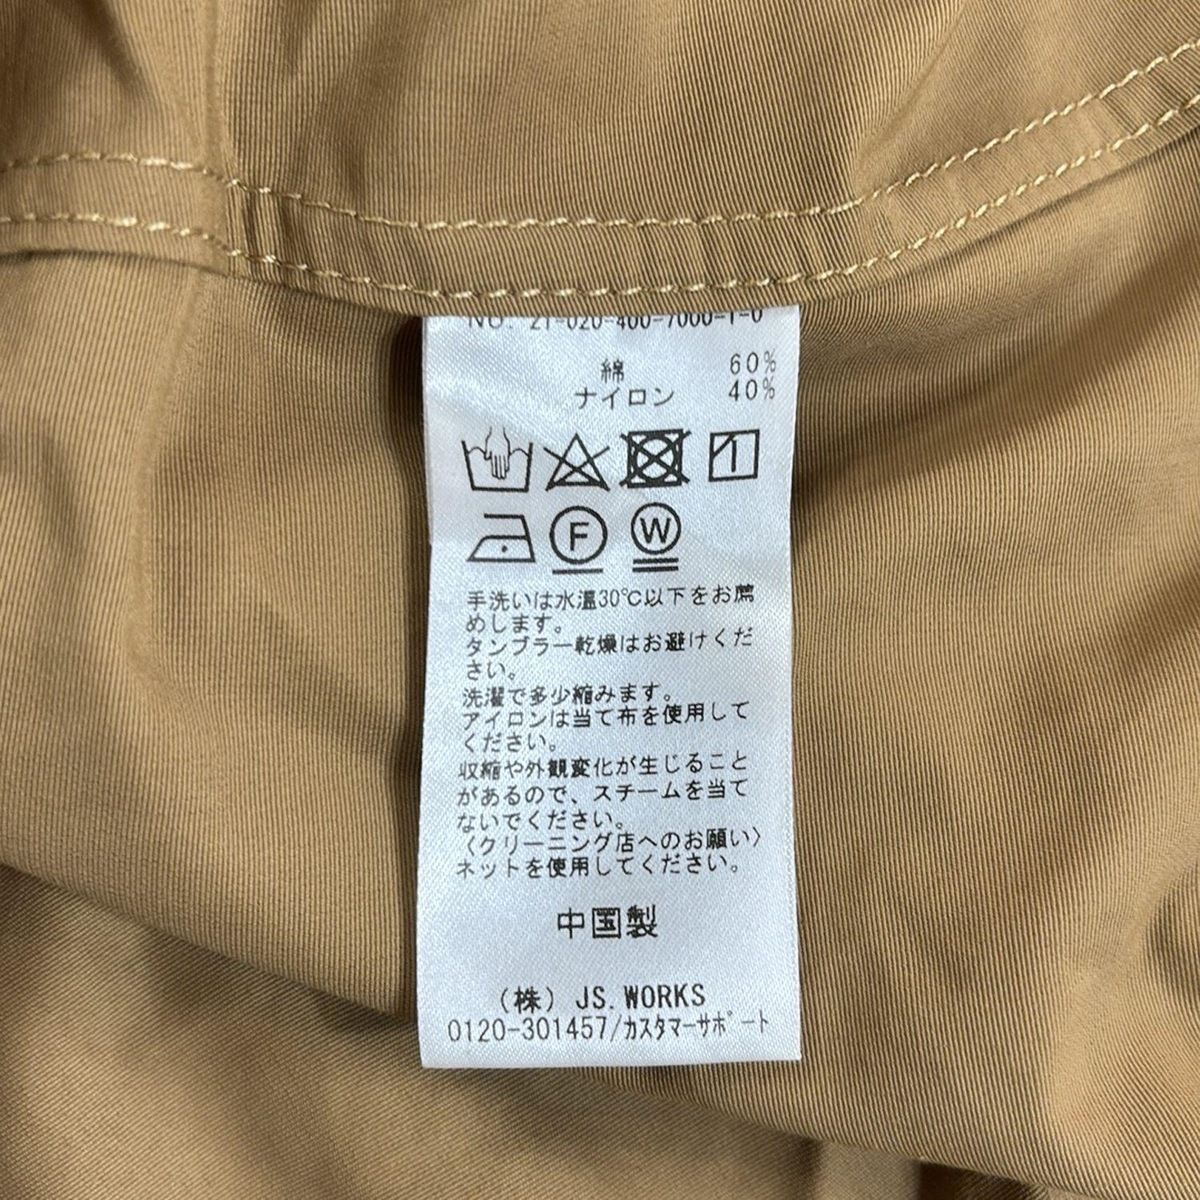 NO. 21-020-400-7000-1-0
綿 60%
ナイロン 40%
F W
手洗いは水温30℃以下をお薦
めします。
タンブラー乾燥はお避けくだ
さい。
洗濯で多少縮みます。
アイロンは当て布を使用して
ください。
収縮や外観変化が生じること
があるので、スチームを当て
ないでください。
〈クリーニング店へのお願い〉
ネットを使用してください。
中国製
(株) JS.WORKS
0120-301457/カスタマーサポート